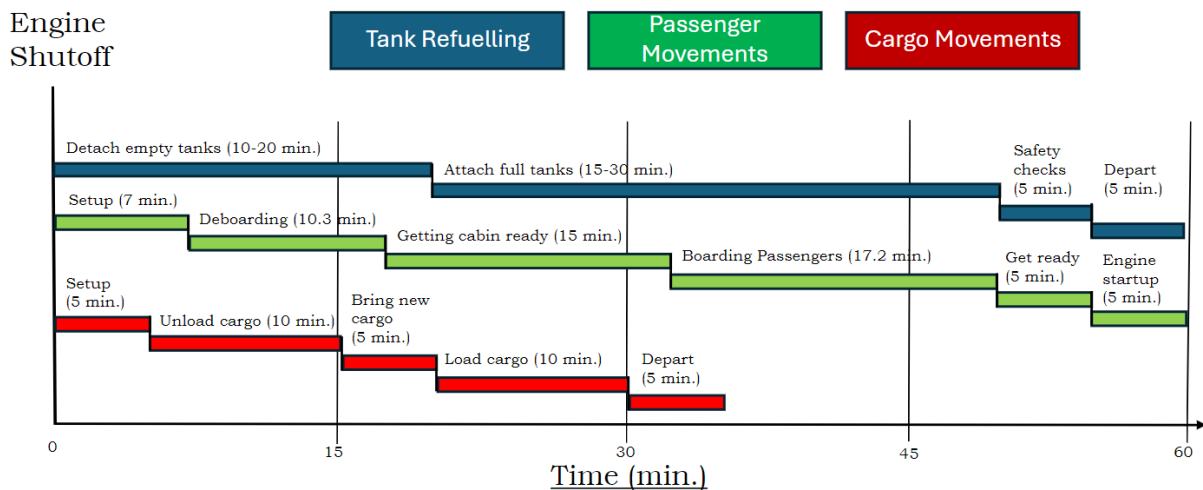 Engine
Shutoff
Tank Refuelling
Passenger
Movements
Cargo Movements
Detach empty tanks (10-20 min.)
Attach full tanks (15-30 min.)
Safety
checks
(5 min.)
Depart
(5 min.)
Setup (7 min.)
Deboarding (10.3 min.)
Getting cabin ready (15 min.)
Boarding Passengers (17.2 min.)
Get ready
(5 min.)
Engine
startup
(5 min.)
Setup
(5 min.)
Unload cargo (10 min.)
Bring new
cargo
(5 min.)
Load cargo (10 min.)
Depart
(5 min.)
0
15
30
45
60
Time (min.)